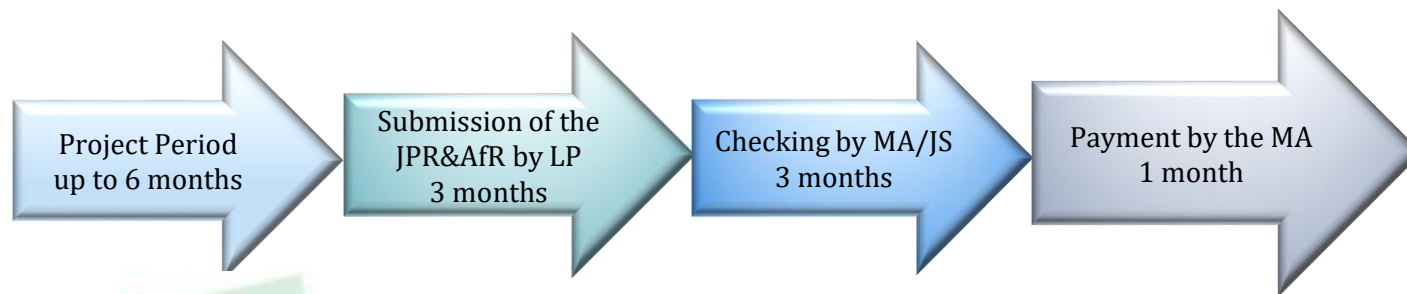 Project Period
up to 6 months
Submission of the
JPR&AfR by LP
3 months
Checking by MA/JS
3 months
Payment by the MA
1 month